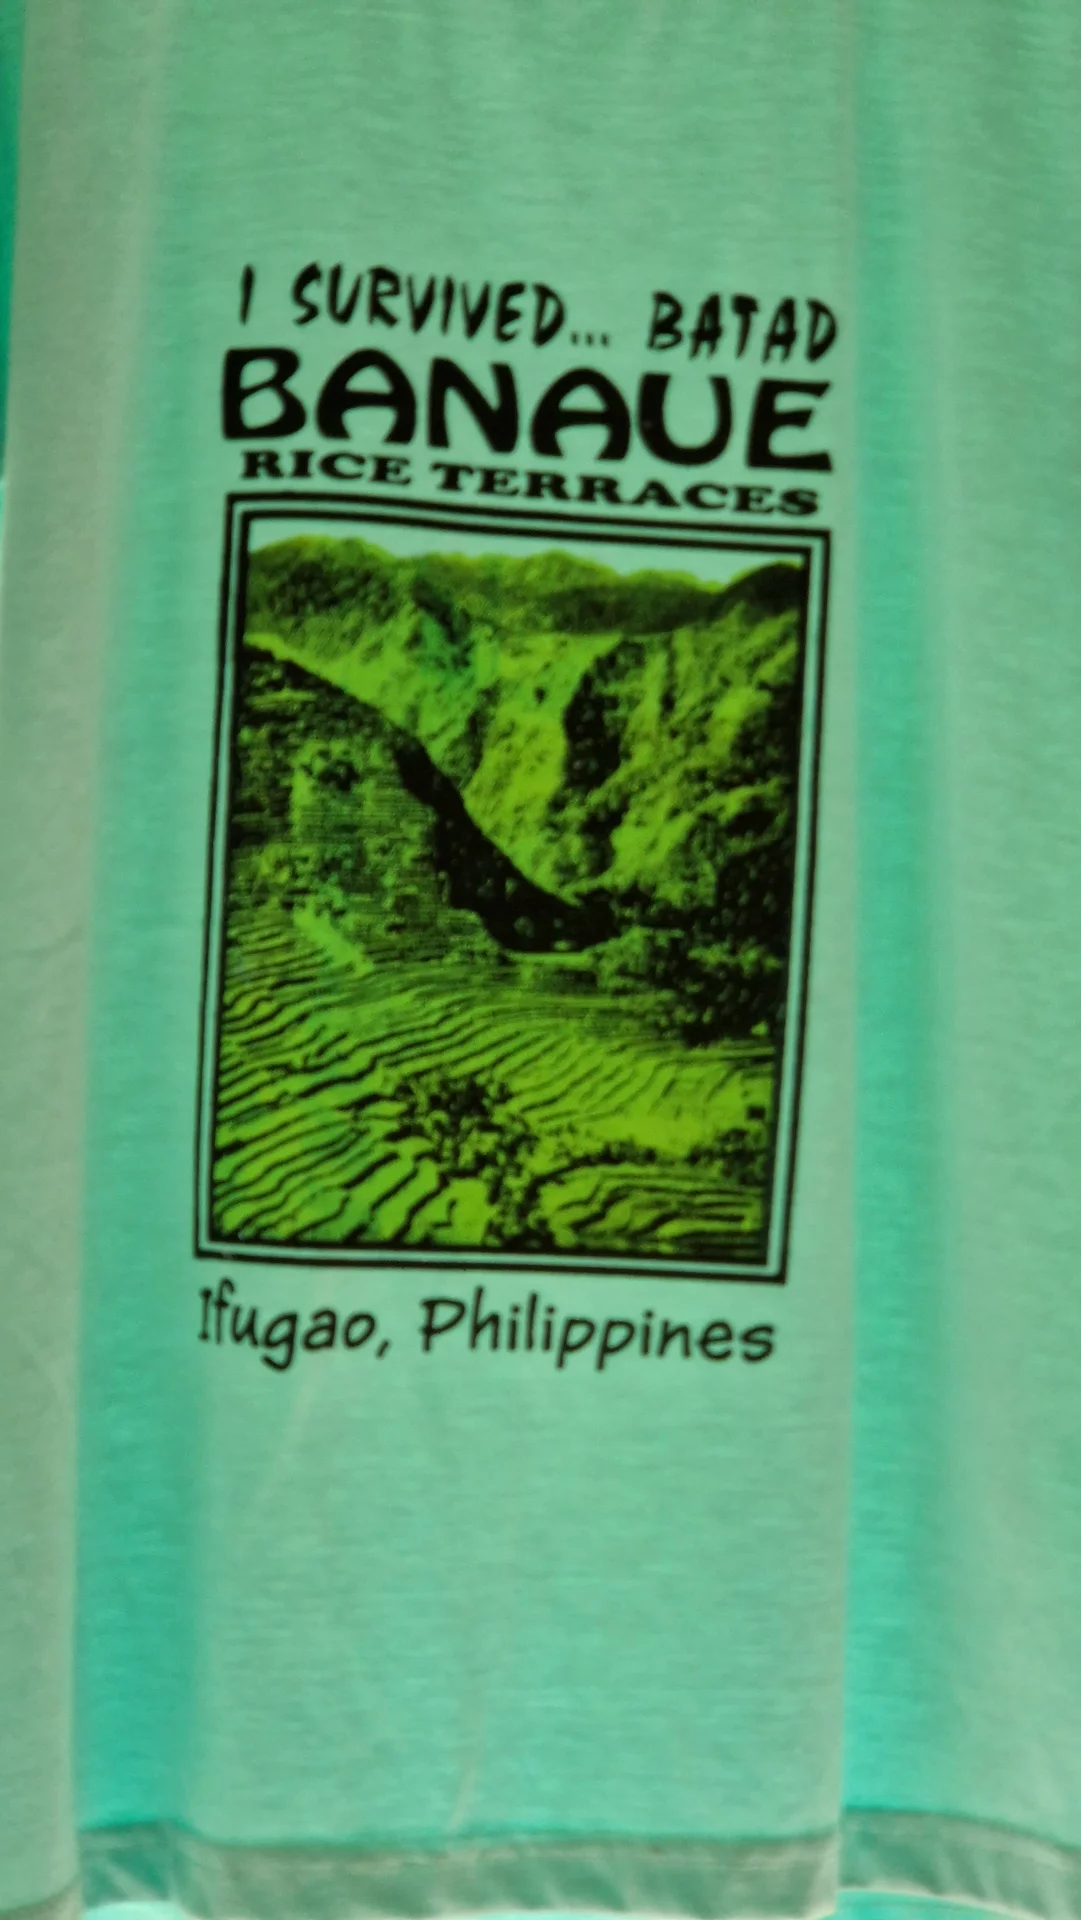 I SURVIVED... BATAD
BANAUE
RICE TERRACES
Ifugao, Philippines